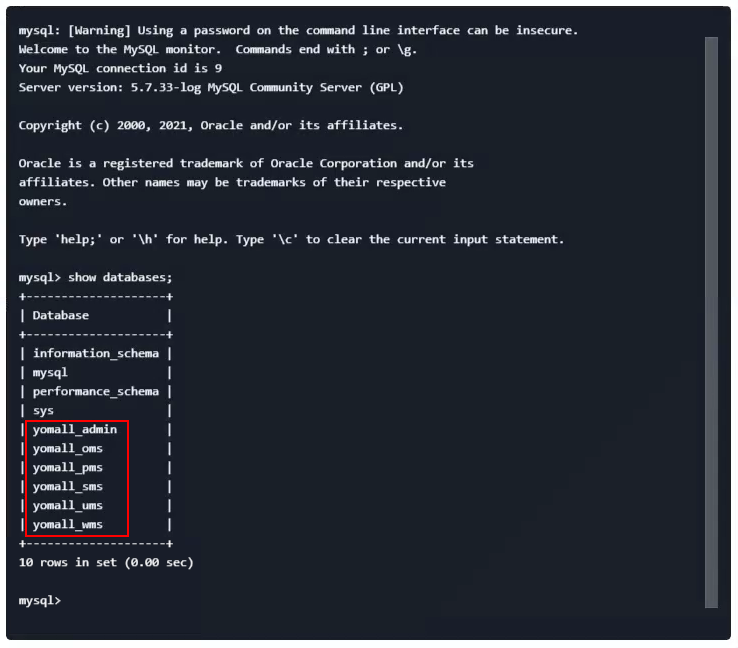 mysql: [Warning] Using a password on the command line interface can be insecure.
Welcome to the MySQL monitor.  Commands end with ; or \g.
Your MySQL connection id is 9
Server version: 5.7.33-log MySQL Community Server (GPL)
Copyright (c) 2000, 2021, Oracle and/or its affiliates.
Oracle is a registered trademark of Oracle Corporation and/or its
affiliates. Other names may be trademarks of their respective
owners.
Type 'help;' or '\h' for help. Type '\c' to clear the current input statement.
mysql> show databases;
+--------------------+
| Database           |
+--------------------+
| information_schema |
| mysql              |
| performance_schema |
| sys                |
| yomall_admin       |
| yomall_oms         |
| yomall_pms         |
| yomall_sms         |
| yomall_ums         |
| yomall_wms         |
+--------------------+
10 rows in set (0.00 sec)
mysql>